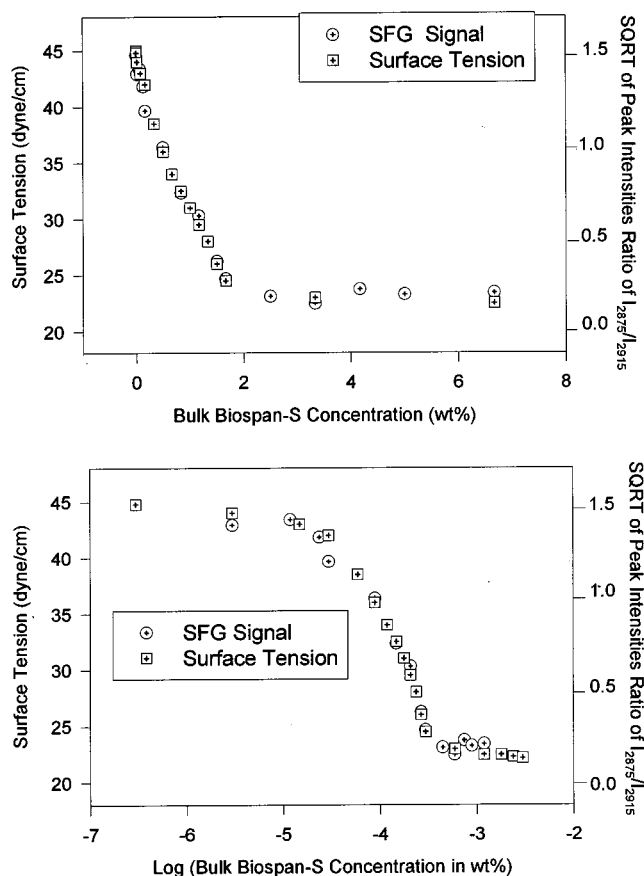 SFG Signal
Surface Tension
45
40
35
30
25
20
Surface Tension (dyne/cm)
1.5
1.0
0.5
0.0
SQRT of Peak Intensities Ratio of I2875/I2915
0 2 4 6 8
Bulk Biospan-S Concentration (wt%)
45
40
35
30
25
20
Surface Tension (dyne/cm)
SFG Signal
Surface Tension
1.5
1.0
0.5
0.0
SQRT of Peak Intensities Ratio of I2875/I2915
-7 -6 -5 -4 -3 -2
Log (Bulk Biospan-S Concentration in wt%)